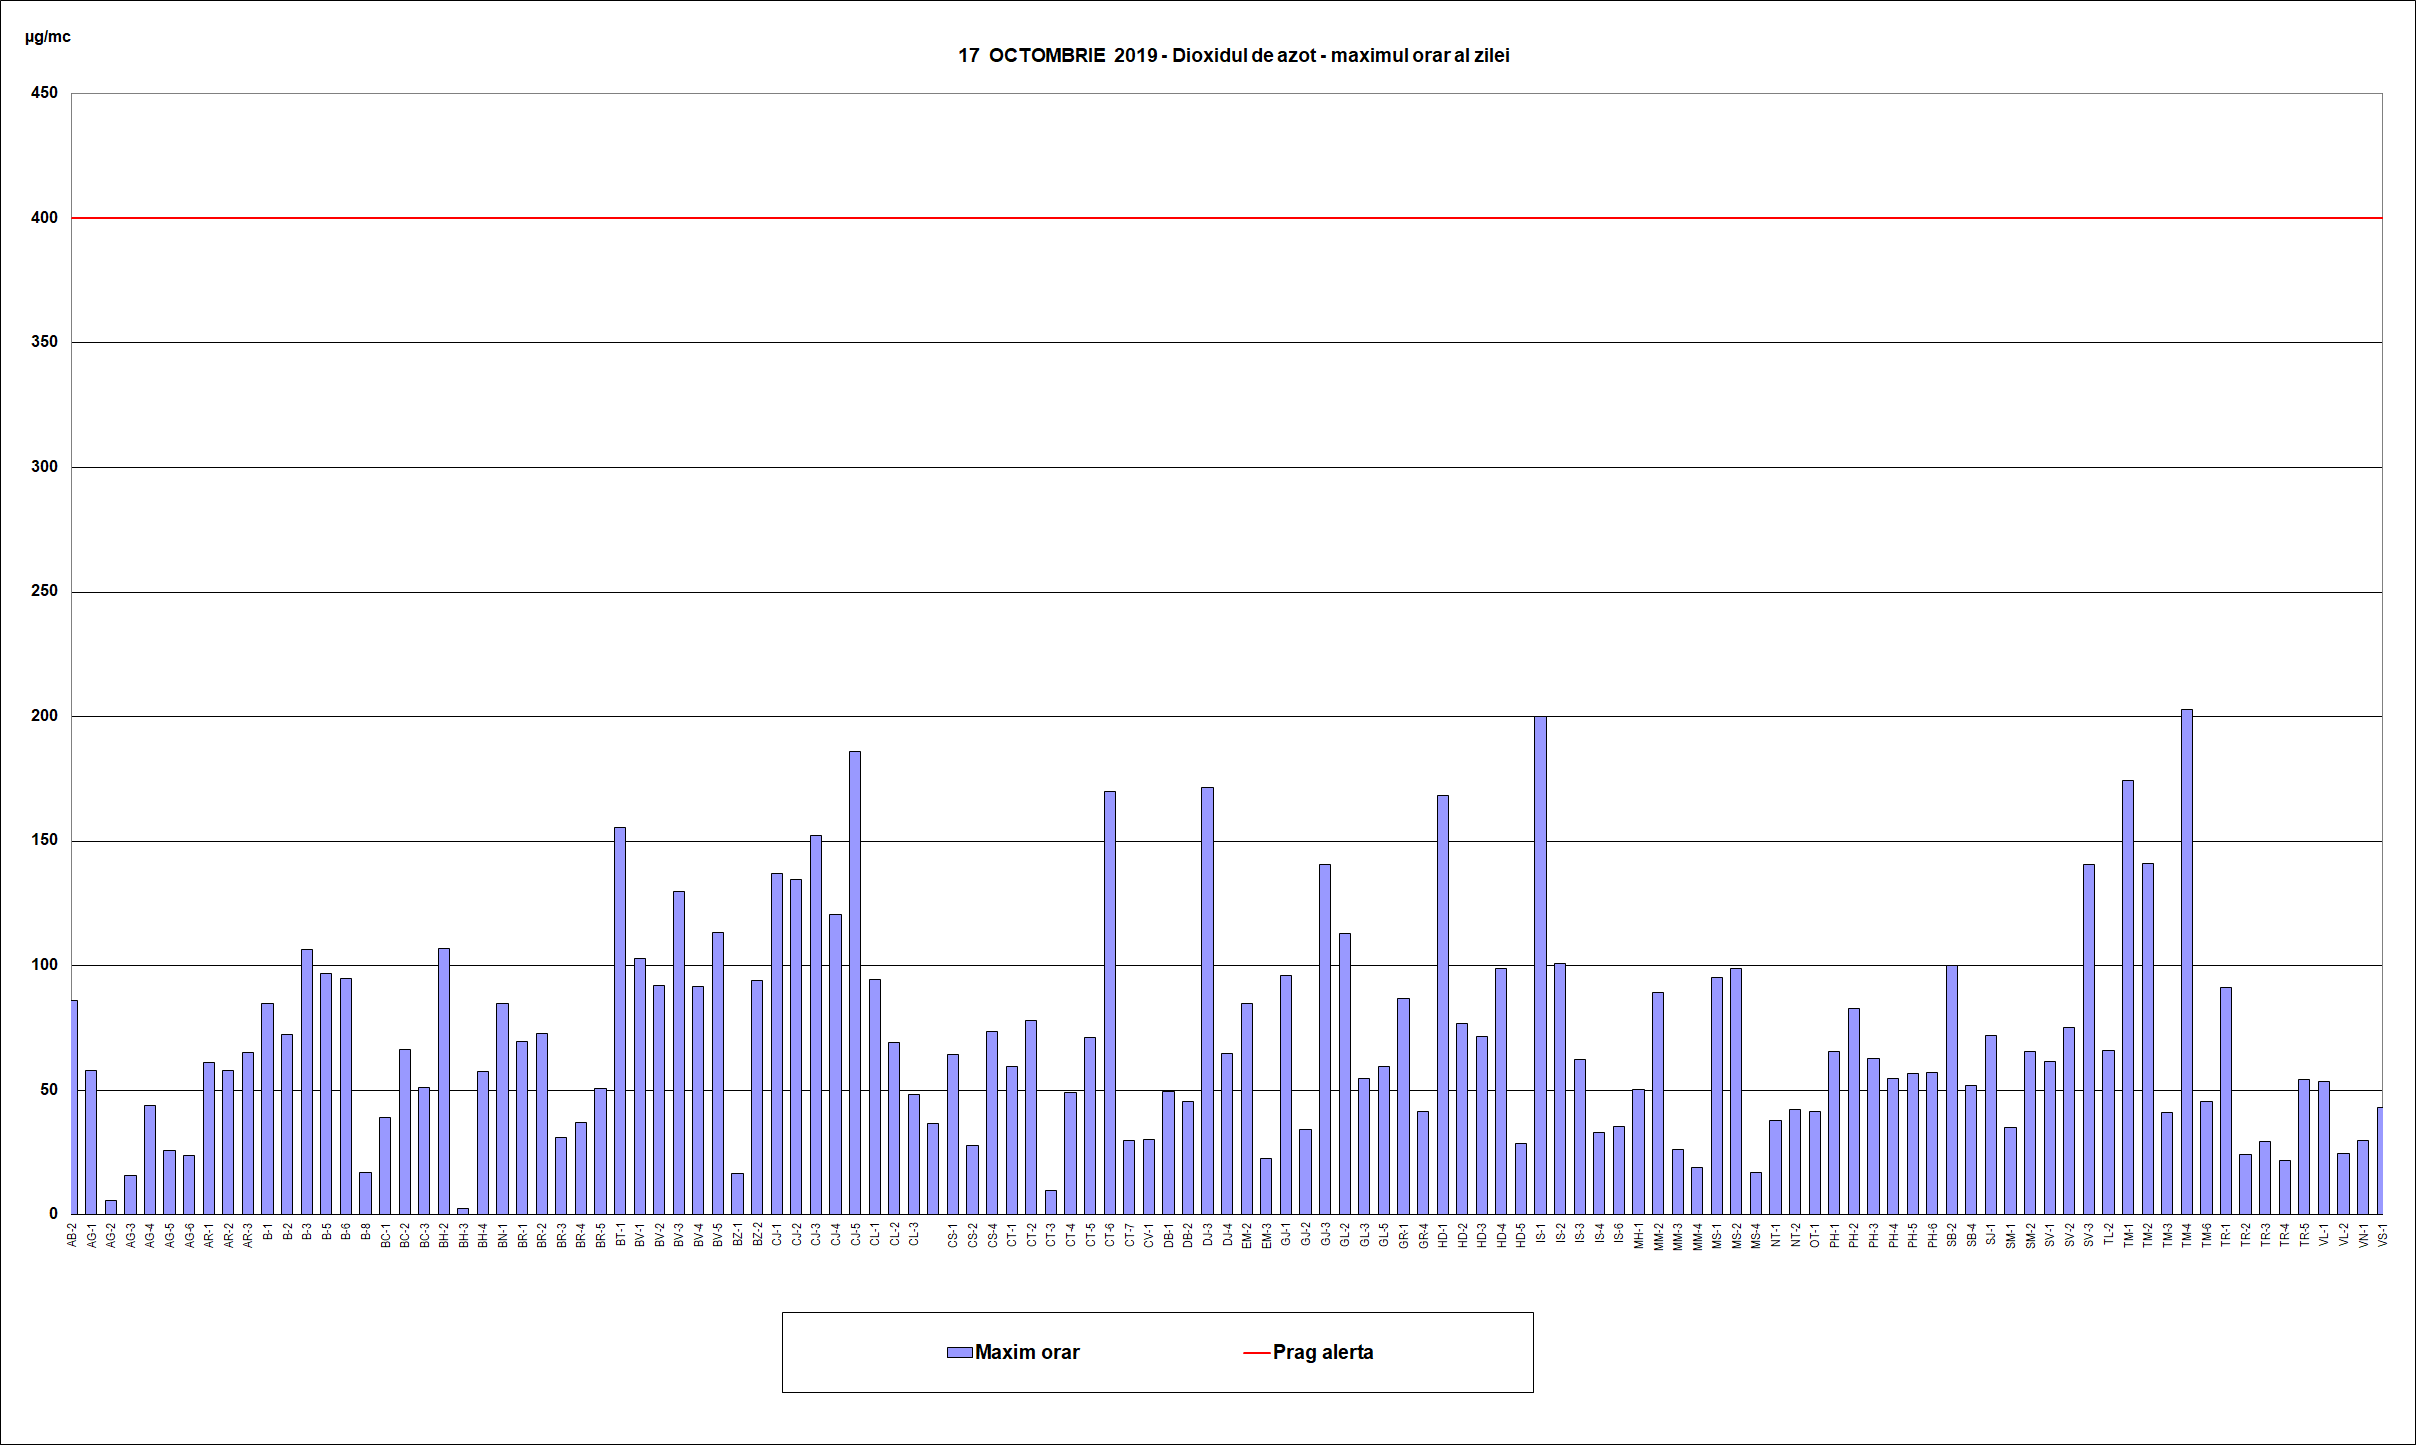 µg/mc
17 OCTOMBRIE 2019 - Dioxidul de azot - maximul orar al zilei
450
400
350
300
250
200
150
100
50
0
AB-2 AG-1 AG-2 AG-3 AG-4 AG-5 AG-6 AR-1 AR-2 AR-3 B-1 B-2 B-3 B-5 B-6 B-8 BC-1 BC-2 BC-3 BH-2 BH-3 BH-4 BN-1 BR-1 BR-2 BR-3 BR-4 BR-5 BT-1 BV-1 BV-2 BV-3 BV-4 BV-5 BZ-1 BZ-2 CJ-1 CJ-2 CJ-3 CJ-4 CJ-5 CL-1 CL-2 CL-3 CS-1 CS-2 CS-4 CT-1 CT-2 CT-3 CT-4 CT-5 CT-6 CT-7 CV-1 DB-1 DB-2 DJ-3 DJ-4 EM-2 EM-3 GJ-1 GJ-2 GJ-3 GL-2 GL-3 GL-5 GR-1 GR-4 HD-1 HD-2 HD-3 HD-4 HD-5 IS-1 IS-2 IS-3 IS-4 IS-6 MH-1 MM-2 MM-3 MM-4 MS-1 MS-2 MS-4 NT-1 NT-2 OT-1 PH-1 PH-2 PH-3 PH-4 PH-5 PH-6 SB-2 SB-4 SJ-1 SM-1 SM-2 SV-1 SV-2 SV-3 TL-2 TM-1 TM-2 TM-3 TM-4 TM-6 TR-1 TR-2 TR-3 TR-4 TR-5 VL-1 VL-2 VN-1 VS-1
Maxim orar Prag alerta